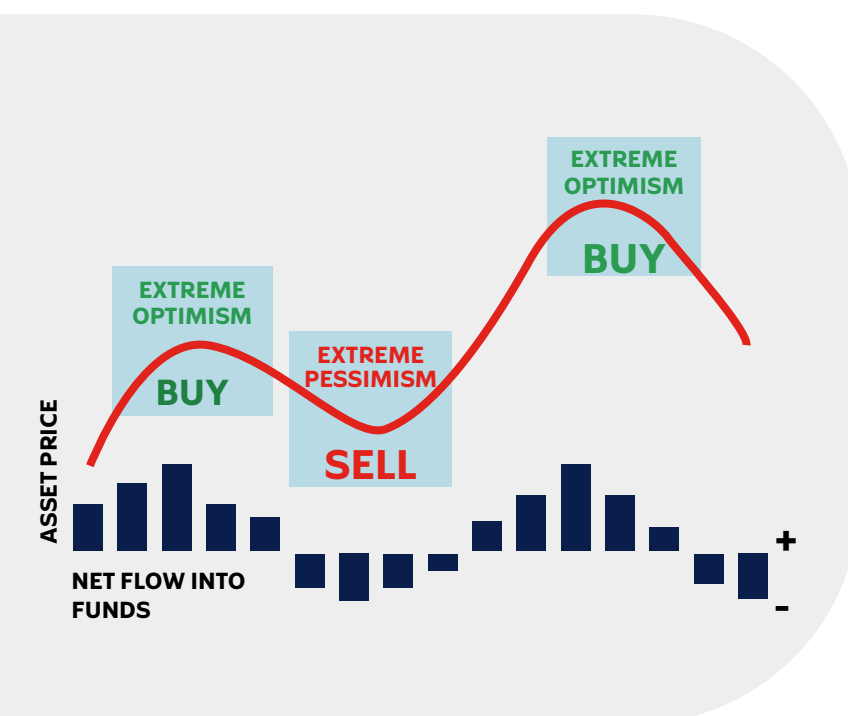 EXTREME
OPTIMISM
BUY
EXTREME
PESSIMISM
SELL
EXTREME
OPTIMISM
BUY
ASSET PRICE
NET FLOW INTO
FUNDS
+
-